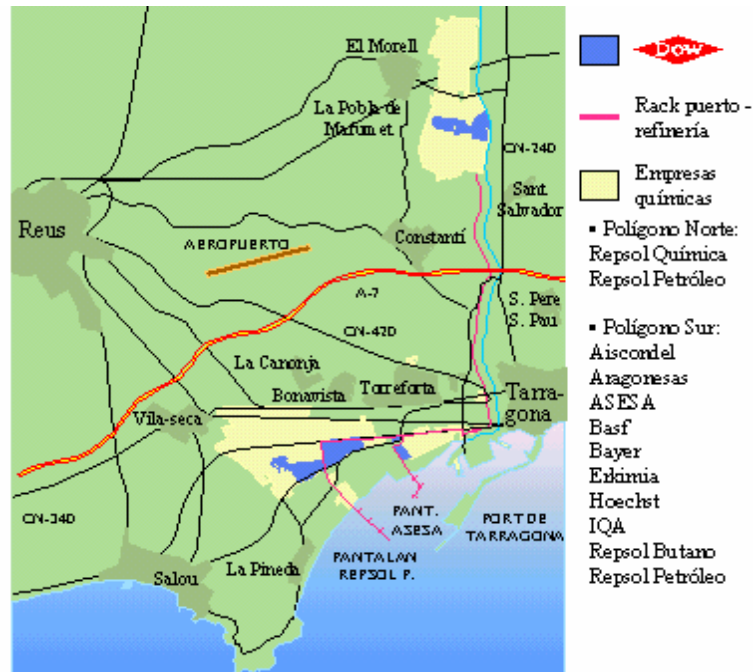 El Morell
La Pobla de
Mafumet
CN-240
Sant
Salvador
Reus
AEROPUERTO
Constantí
A-7
S. Pere
S. Pau
CN-420
La Canonja
Bonavista
Torreforta
Tarra-
gona
Vila-seca
CN-340
PANT.
ASESA
PORT DE
TARRAGONA
PANTALAN
REPSOL P.
Salou
La Pineda
Dow
Rack puerto -
refinería
Empresas
químicas
▪ Polígono Norte:
Repsol Química
Repsol Petróleo
▪ Polígono Sur:
Aiscondel
Aragonesas
ASESA
Basf
Bayer
Erkimia
Hoechst
IQA
Repsol Butano
Repsol Petróleo